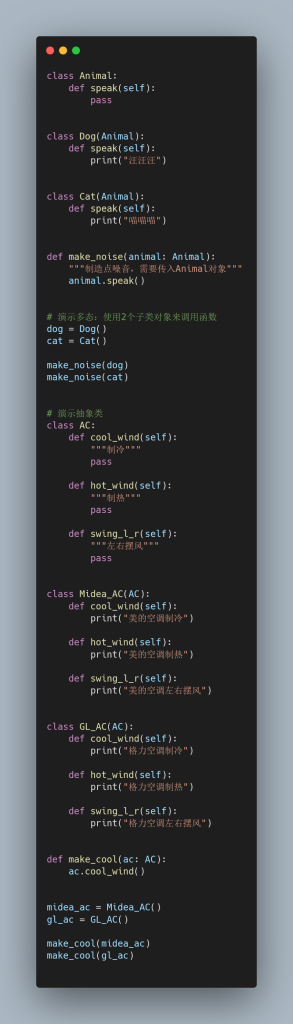 class Animal:
    def speak(self):
        pass
class Dog(Animal):
    def speak(self):
        print("汪汪汪")
class Cat(Animal):
    def speak(self):
        print("喵喵喵")
def make_noise(animal: Animal):
    """制造点噪音，需要传入Animal对象"""
    animal.speak()
# 演示多态：使用2个子类对象来调用函数
dog = Dog()
cat = Cat()
make_noise(dog)
make_noise(cat)
# 演示抽象类
class AC:
    def cool_wind(self):
        """制冷"""
        pass
    def hot_wind(self):
        """制热"""
        pass
    def swing_l_r(self):
        """左右摆风"""
        pass
class Midea_AC(AC):
    def cool_wind(self):
        print("美的空调制冷")
    def hot_wind(self):
        print("美的空调制热")
    def swing_l_r(self):
        print("美的空调左右摆风")
class GL_AC(AC):
    def cool_wind(self):
        print("格力空调制冷")
    def hot_wind(self):
        print("格力空调制热")
    def swing_l_r(self):
        print("格力空调左右摆风")
def make_cool(ac: AC):
    ac.cool_wind()
midea_ac = Midea_AC()
gl_ac = GL_AC()
make_cool(midea_ac)
make_cool(gl_ac)